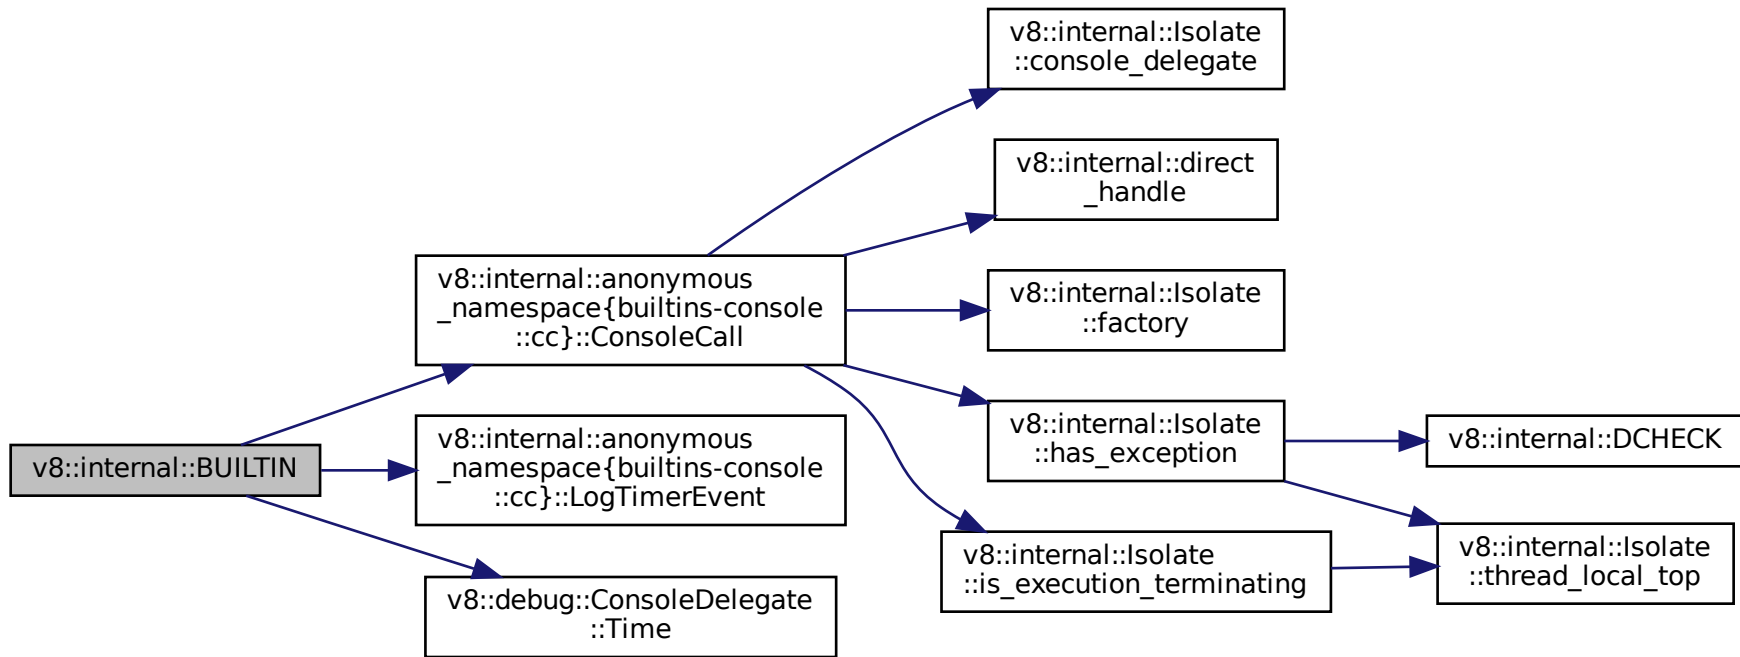 v8::internal::Isolate
::console_delegate
v8::internal::direct
_handle
v8::internal::anonymous
_namespace{builtins-console
::cc}::ConsoleCall
v8::internal::Isolate
::factory
v8::internal::Isolate
::has_exception
v8::internal::DCHECK
v8::internal::BUILTIN
v8::internal::anonymous
_namespace{builtins-console
::cc}::LogTimerEvent
v8::internal::Isolate
::is_execution_terminating
v8::internal::Isolate
::thread_local_top
v8::debug::ConsoleDelegate
::Time